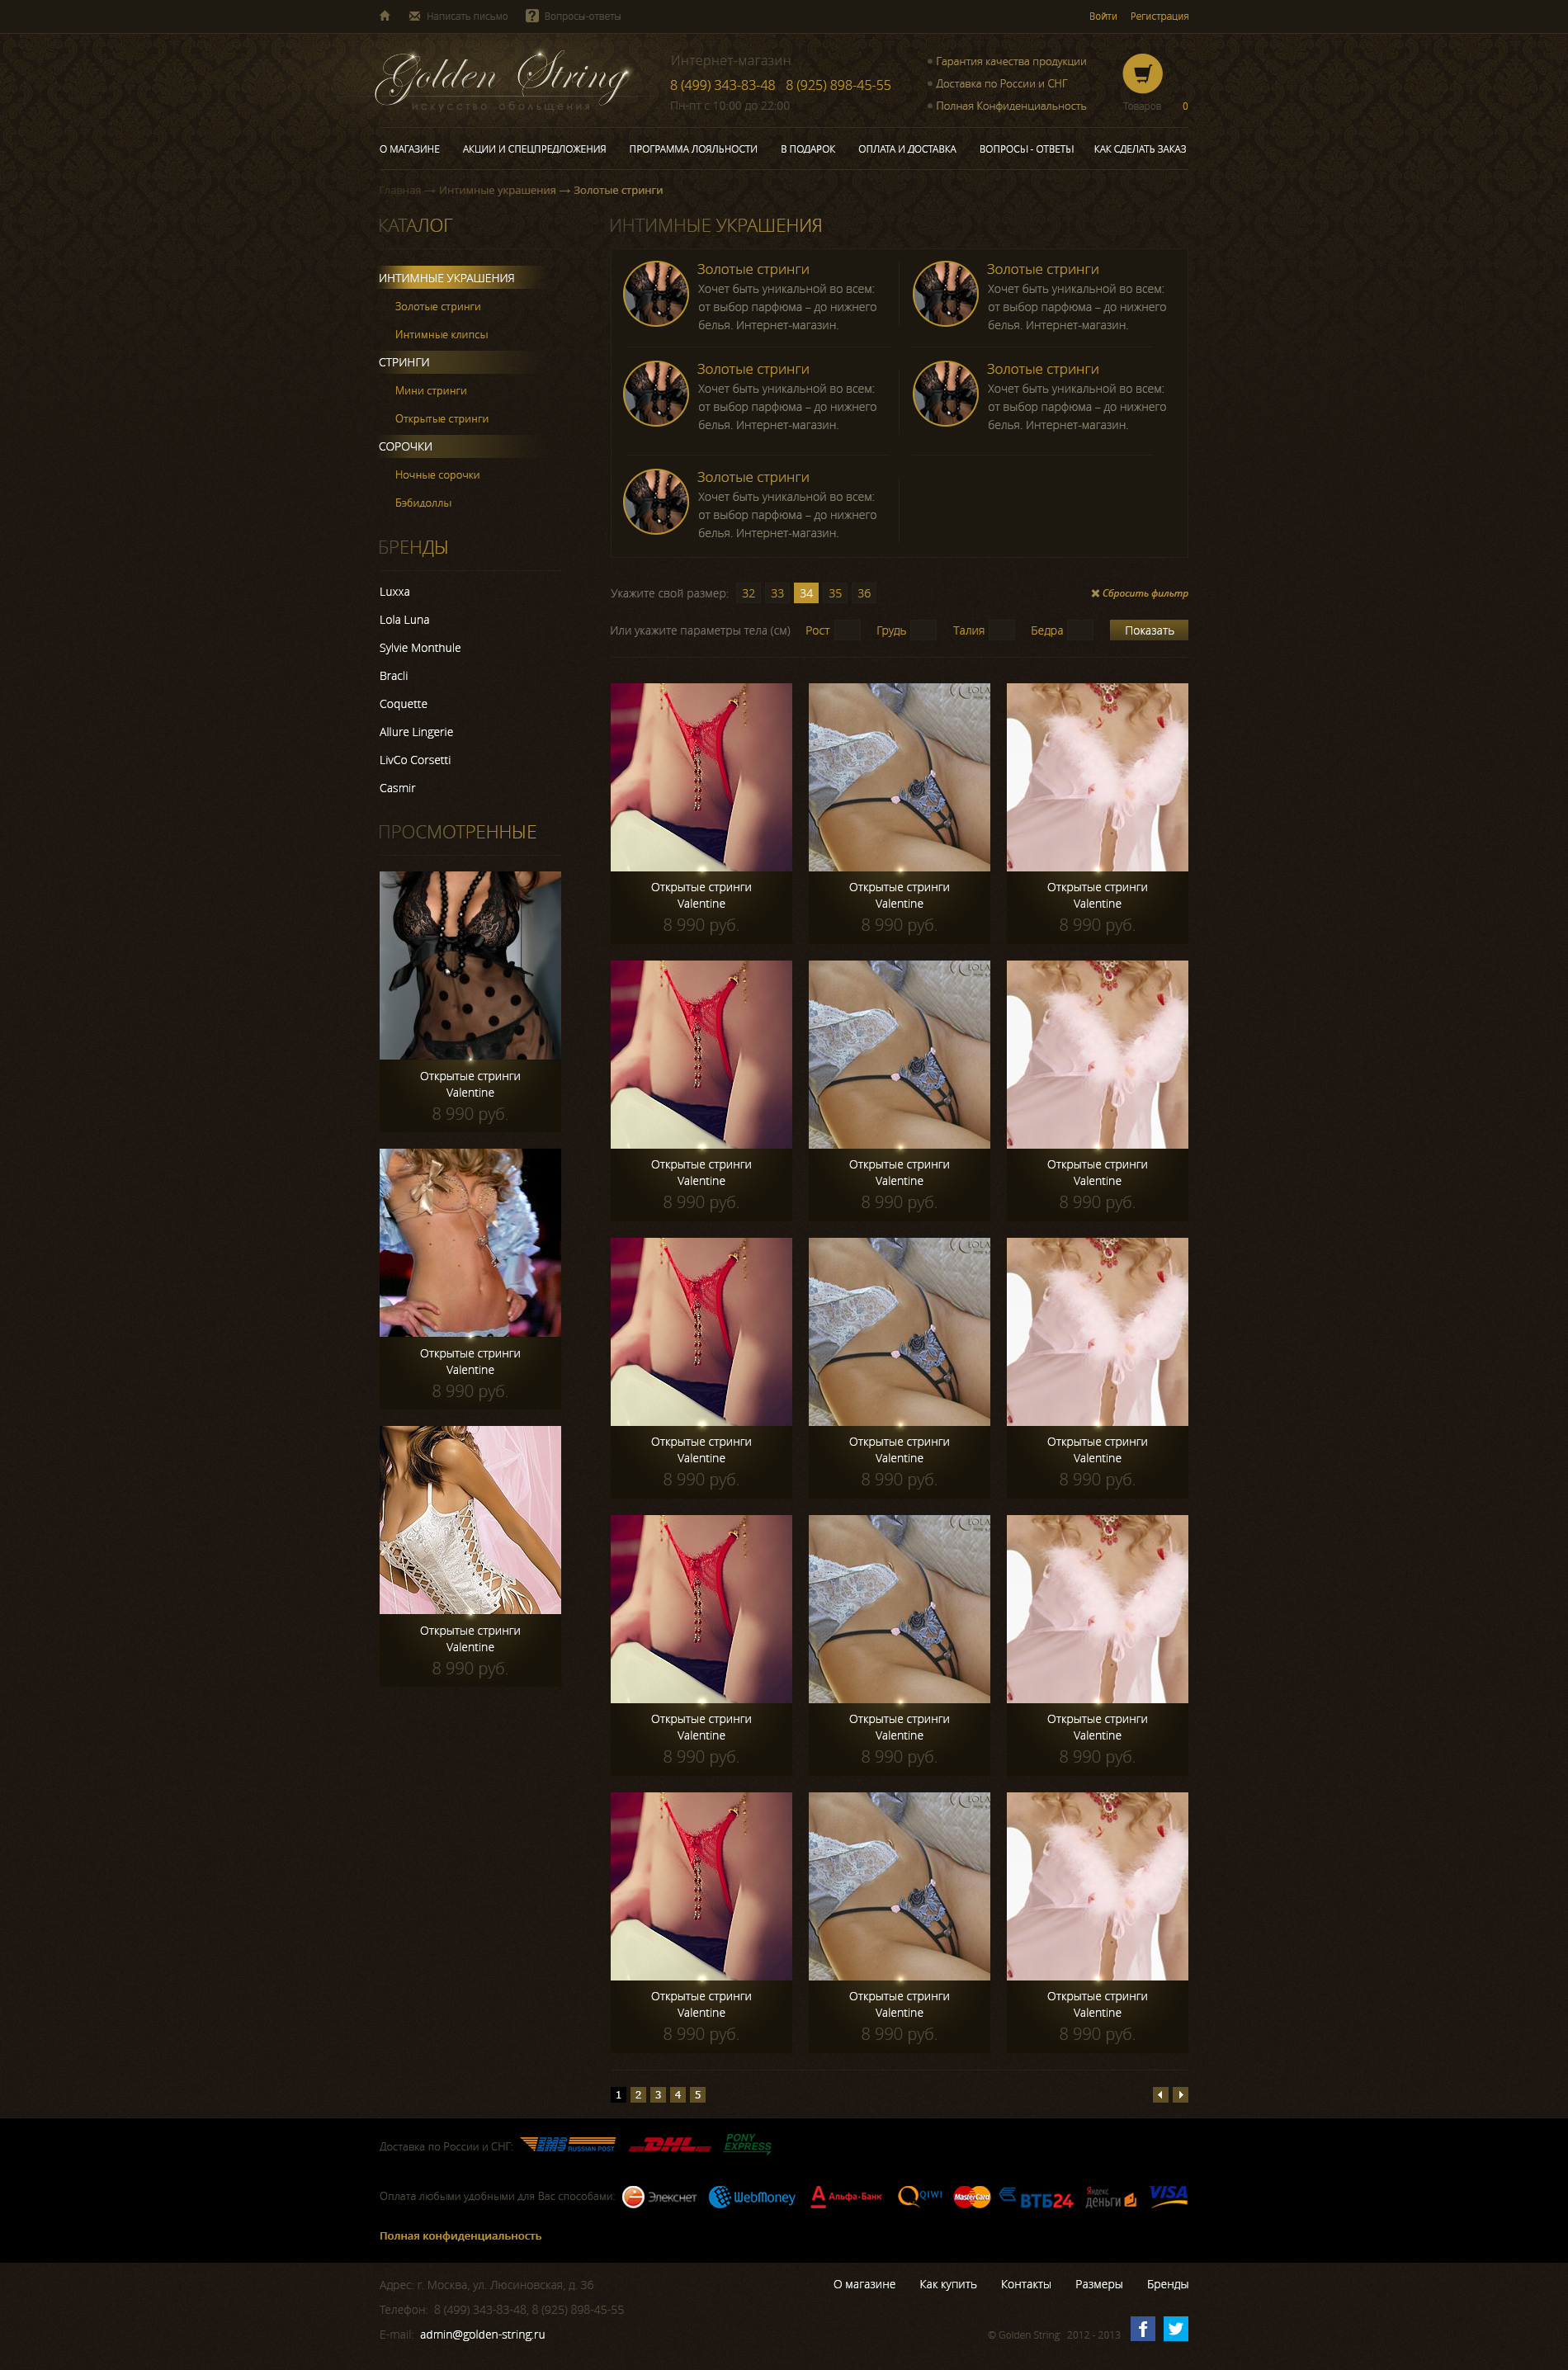 Написать письмо
Вопросы-ответы
Войти
Регистрация
Golden String
искусство обольщения
Интернет-магазин
8 (499) 343-83-48 8 (925) 898-45-55
Пн-пт с 10:00 до 22:00
Гарантия качества продукции
Доставка по России и СНГ
Полная Конфиденциальность
Товаров 0
О МАГАЗИНЕ
АКЦИИ И СПЕЦПРЕДЛОЖЕНИЯ
ПРОГРАММА ЛОЯЛЬНОСТИ
В ПОДАРОК
ОПЛАТА И ДОСТАВКА
ВОПРОСЫ - ОТВЕТЫ
КАК СДЕЛАТЬ ЗАКАЗ
Главная → Интимные украшения → Золотые стринги
КАТАЛОГ
ИНТИМНЫЕ УКРАШЕНИЯ
Золотые стринги
Интимные клипсы
СТРИНГИ
Мини стринги
Открытые стринги
СОРОЧКИ
Ночные сорочки
Бэбидоллы
БРЕНДЫ
Luxxa
Lola Luna
Sylvie Monthule
Bracli
Coquette
Allure Lingerie
LivCo Corsetti
Casmir
ПРОСМОТРЕННЫЕ
Открытые стринги
Valentine
8 990 руб.
Открытые стринги
Valentine
8 990 руб.
Открытые стринги
Valentine
8 990 руб.
ИНТИМНЫЕ УКРАШЕНИЯ
Золотые стринги
Хочет быть уникальной во всем:
от выбор парфюма – до нижнего
белья. Интернет-магазин.
Золотые стринги
Хочет быть уникальной во всем:
от выбор парфюма – до нижнего
белья. Интернет-магазин.
Золотые стринги
Хочет быть уникальной во всем:
от выбор парфюма – до нижнего
белья. Интернет-магазин.
Золотые стринги
Хочет быть уникальной во всем:
от выбор парфюма – до нижнего
белья. Интернет-магазин.
Золотые стринги
Хочет быть уникальной во всем:
от выбор парфюма – до нижнего
белья. Интернет-магазин.
Укажите свой размер: 32 33 34 35 36
Сбросить фильтр
Или укажите параметры тела (см) Рост Грудь Талия Бедра Показать
Открытые стринги
Valentine
8 990 руб.
Открытые стринги
Valentine
8 990 руб.
Открытые стринги
Valentine
8 990 руб.
Открытые стринги
Valentine
8 990 руб.
Открытые стринги
Valentine
8 990 руб.
Открытые стринги
Valentine
8 990 руб.
Открытые стринги
Valentine
8 990 руб.
Открытые стринги
Valentine
8 990 руб.
Открытые стринги
Valentine
8 990 руб.
Открытые стринги
Valentine
8 990 руб.
Открытые стринги
Valentine
8 990 руб.
Открытые стринги
Valentine
8 990 руб.
Открытые стринги
Valentine
8 990 руб.
Открытые стринги
Valentine
8 990 руб.
Открытые стринги
Valentine
8 990 руб.
1 2 3 4 5
Доставка по России и СНГ: EMS RUSSIAN POST DHL PONY EXPRESS
Оплата любыми удобными для Вас способами: Элекснет WebMoney Альфа-Банк QIWI MasterCard ВТБ24 Яндекс деньги VISA
Полная конфиденциальность
Адрес: г. Москва, ул. Люсиновская, д. 36
Телефон: 8 (499) 343-83-48, 8 (925) 898-45-55
E-mail: admin@golden-string.ru
О магазине
Как купить
Контакты
Размеры
Бренды
© Golden String 2012 - 2013